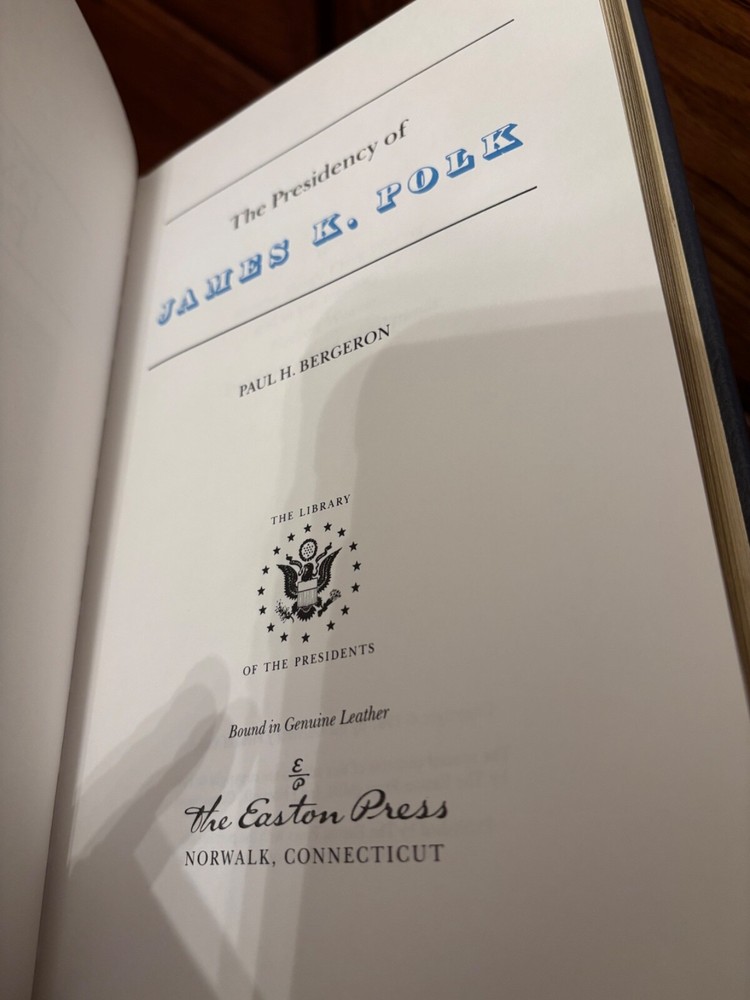 The Presidency of
JAMES K. POLK
PAUL H. BERGERON
THE LIBRARY
OF THE PRESIDENTS
Bound in Genuine Leather
E
P
the Easton Press
NORWALK, CONNECTICUT